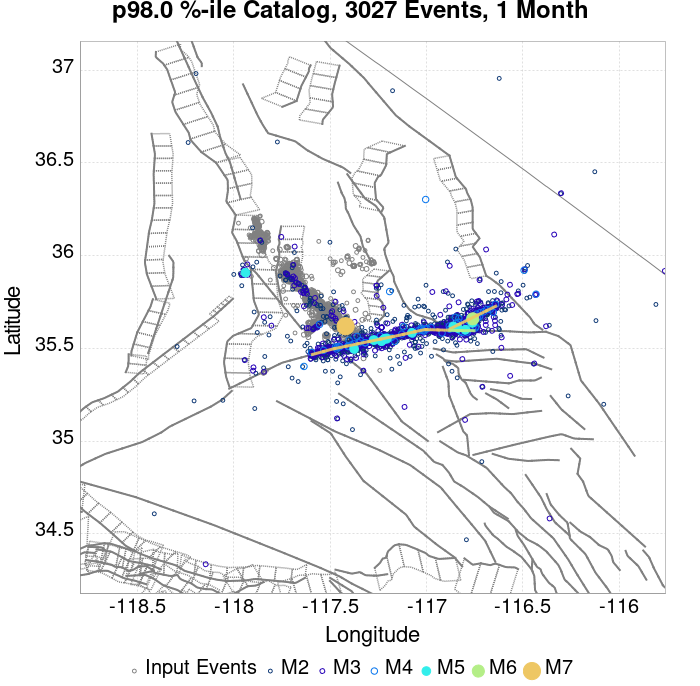 p98.0 %-ile Catalog, 3027 Events, 1 Month
37
36.5
36
35.5
35
34.5
Latitude
-118.5 -118 -117.5 -117 -116.5 -116
Longitude
Input Events M2 M3 M4 M5 M6 M7